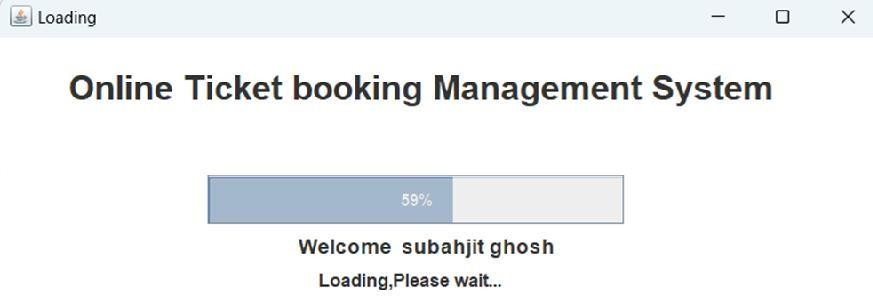 Loading
Online Ticket booking Management System
59%
Welcome subahjit ghosh
Loading,Please wait...